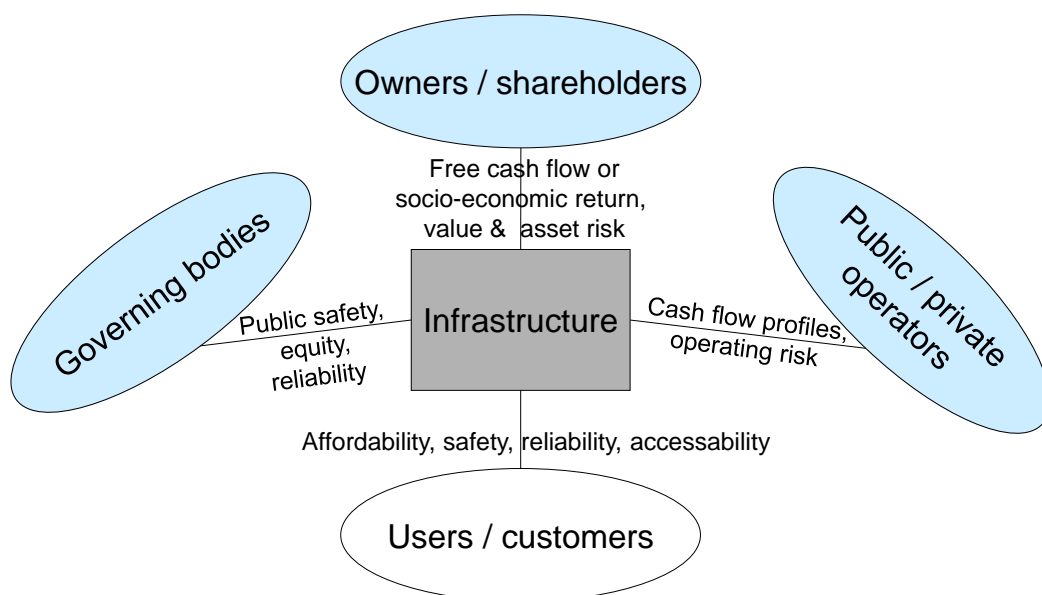 Owners / shareholders
Free cash flow or
socio-economic return,
value & asset risk
Governing bodies
Public safety,
equity,
reliability
Infrastructure
Cash flow profiles,
operating risk
Public / private
operators
Affordability, safety, reliability, accessability
Users / customers